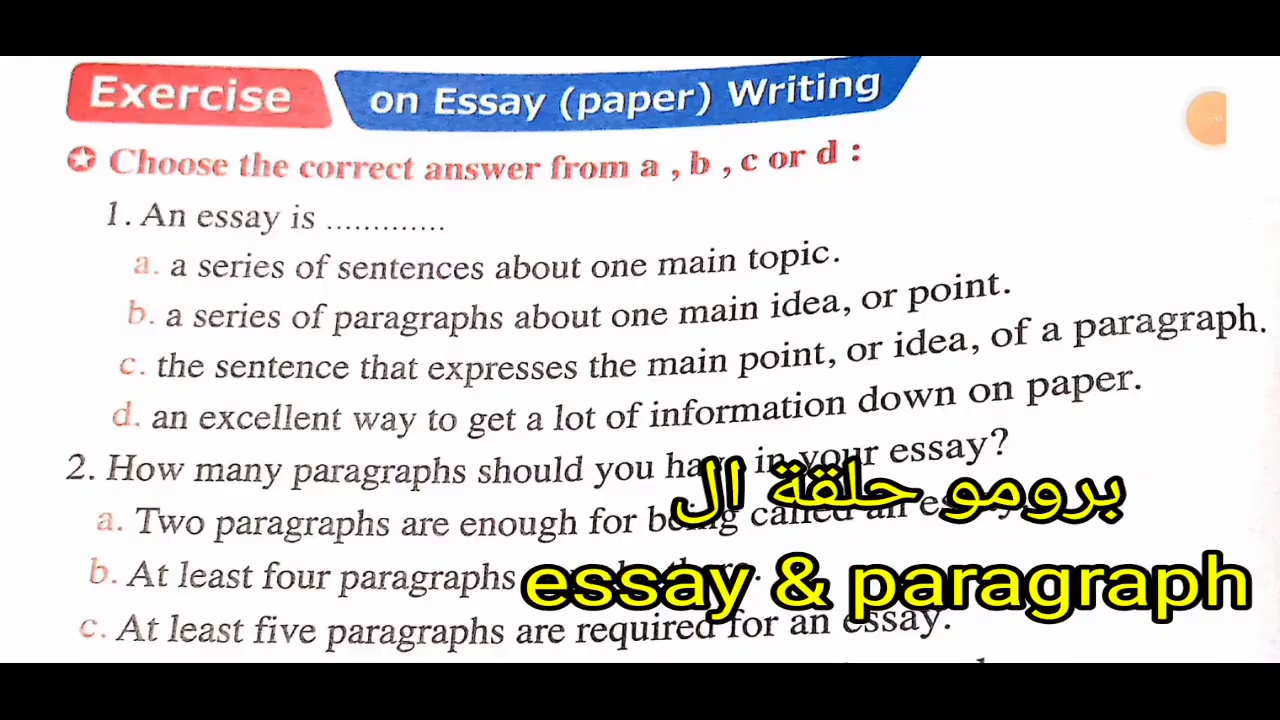 Exercise on Essay (paper) Writing
✪ Choose the correct answer from a , b , c or d :
1. An essay is .............
a. a series of sentences about one main topic.
b. a series of paragraphs about one main idea, or point.
c. the sentence that expresses the main point, or idea, of a paragraph.
d. an excellent way to get a lot of information down on paper.
2. How many paragraphs should you have in your essay?
a. Two paragraphs are enough for being called an
برومو حلقة ال
b. At least four paragraphs
essay & paragraph
c. At least five paragraphs are required for an essay.